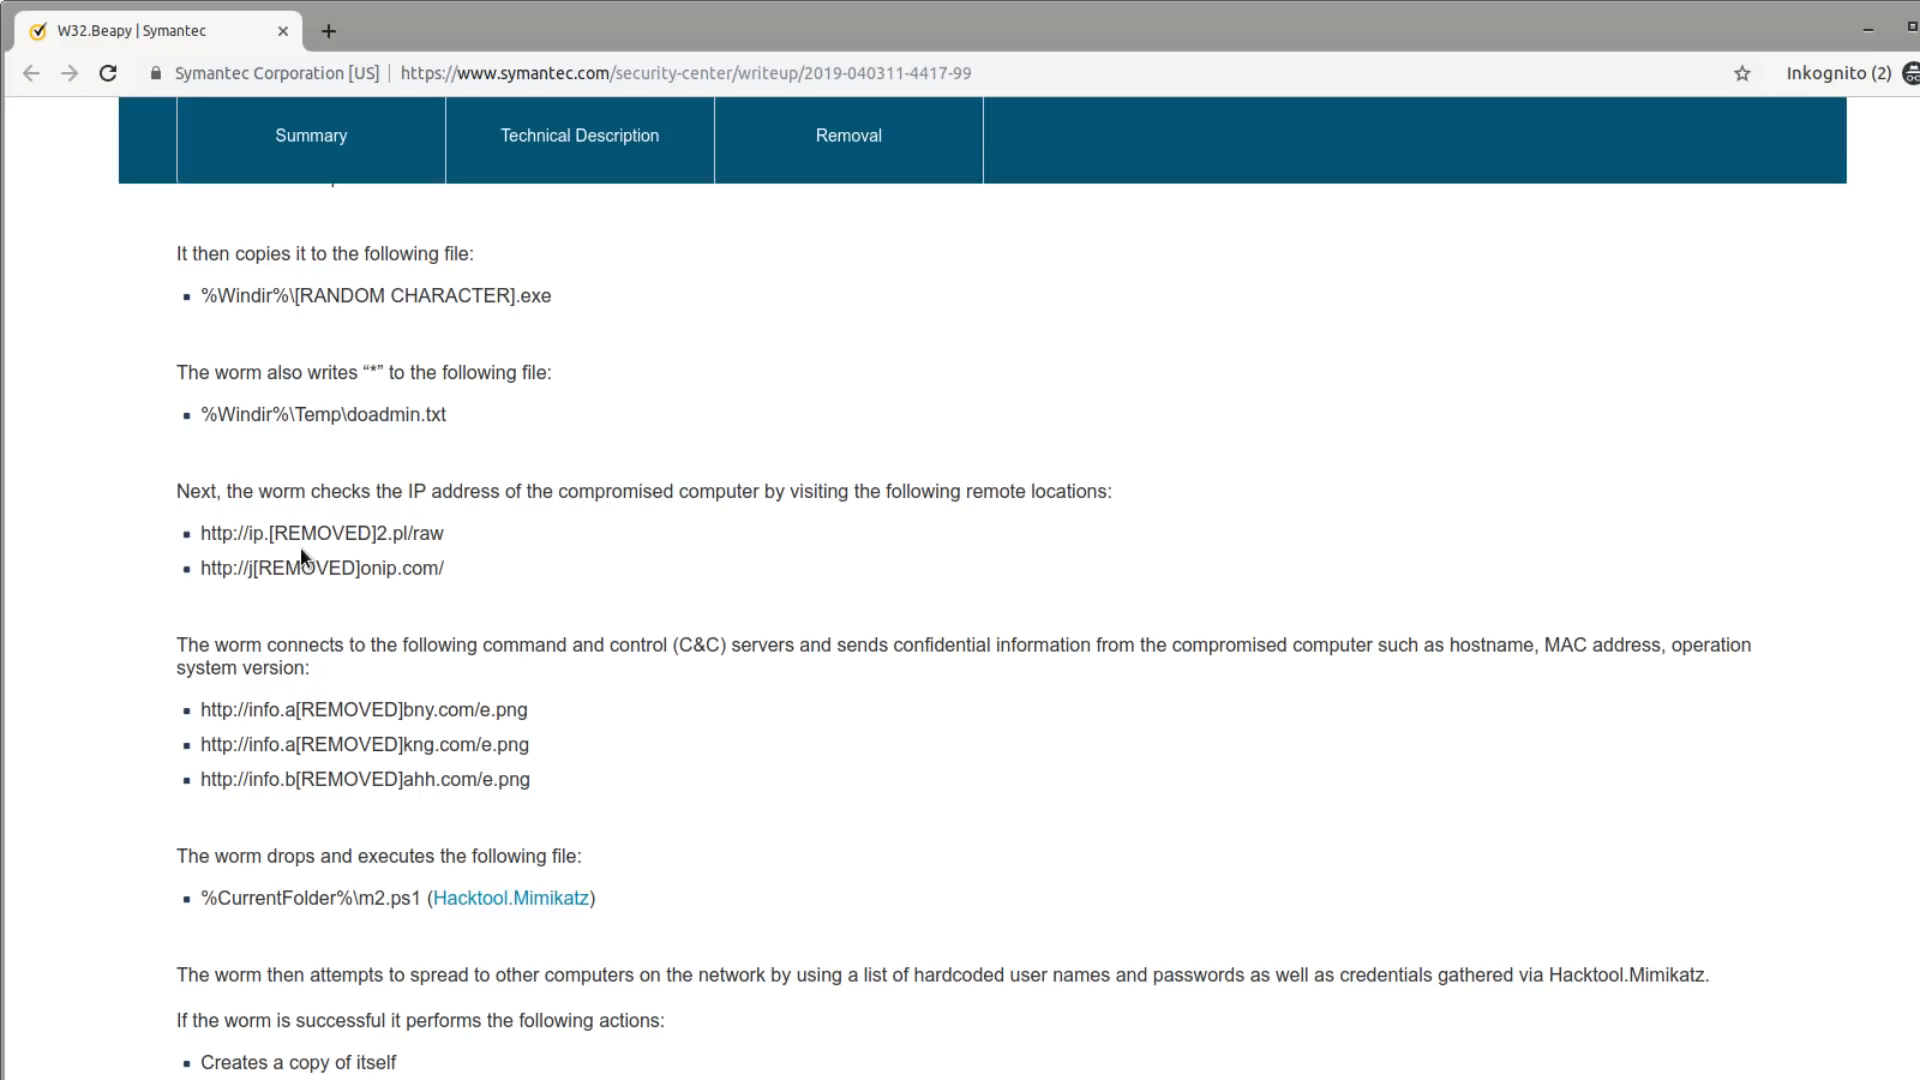 W32.Beapy | Symantec
Symantec Corporation [US] | https://www.symantec.com/security-center/writeup/2019-040311-4417-99
Inkognito (2)
Summary
Technical Description
Removal
It then copies it to the following file:
%Windir%\[RANDOM CHARACTER].exe
The worm also writes “*” to the following file:
%Windir%\Temp\doadmin.txt
Next, the worm checks the IP address of the compromised computer by visiting the following remote locations:
http://ip.[REMOVED]2.pl/raw
http://j[REMOVED]onip.com/
The worm connects to the following command and control (C&C) servers and sends confidential information from the compromised computer such as hostname, MAC address, operation
system version:
http://info.a[REMOVED]bny.com/e.png
http://info.a[REMOVED]kng.com/e.png
http://info.b[REMOVED]ahh.com/e.png
The worm drops and executes the following file:
%CurrentFolder%\m2.ps1 (Hacktool.Mimikatz)
The worm then attempts to spread to other computers on the network by using a list of hardcoded user names and passwords as well as credentials gathered via Hacktool.Mimikatz.
If the worm is successful it performs the following actions:
Creates a copy of itself